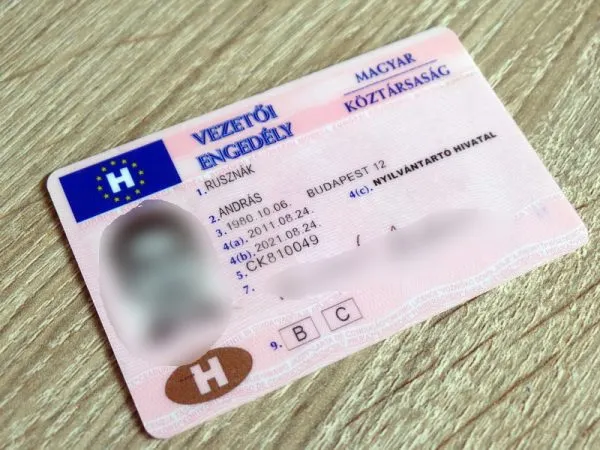 MAGYAR
KÖZTÁRSASÁG
VEZETŐI
ENGEDÉLY
H
1. RUSZNÁK
2. ANDRÁS
3. 1980.10.06. BUDAPEST 12
4(a). 2011.08.24. 4(c). NYILVÁNTARTÓ HIVATAL
4(b). 2021.08.24.
5. CK810049
7.
9. B C
H